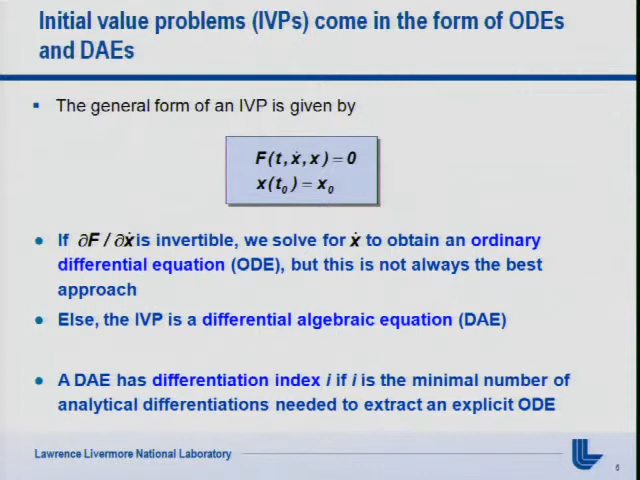 Initial value problems (IVPs) come in the form of ODEs
and DAEs
▪ The general form of an IVP is given by
F(t,ẋ,x)=0
x(t₀)=x₀
● If ∂F/∂ẋ is invertible, we solve for ẋ to obtain an ordinary
differential equation (ODE), but this is not always the best
approach
● Else, the IVP is a differential algebraic equation (DAE)
● A DAE has differentiation index i if i is the minimal number of
analytical differentiations needed to extract an explicit ODE
Lawrence Livermore National Laboratory
6